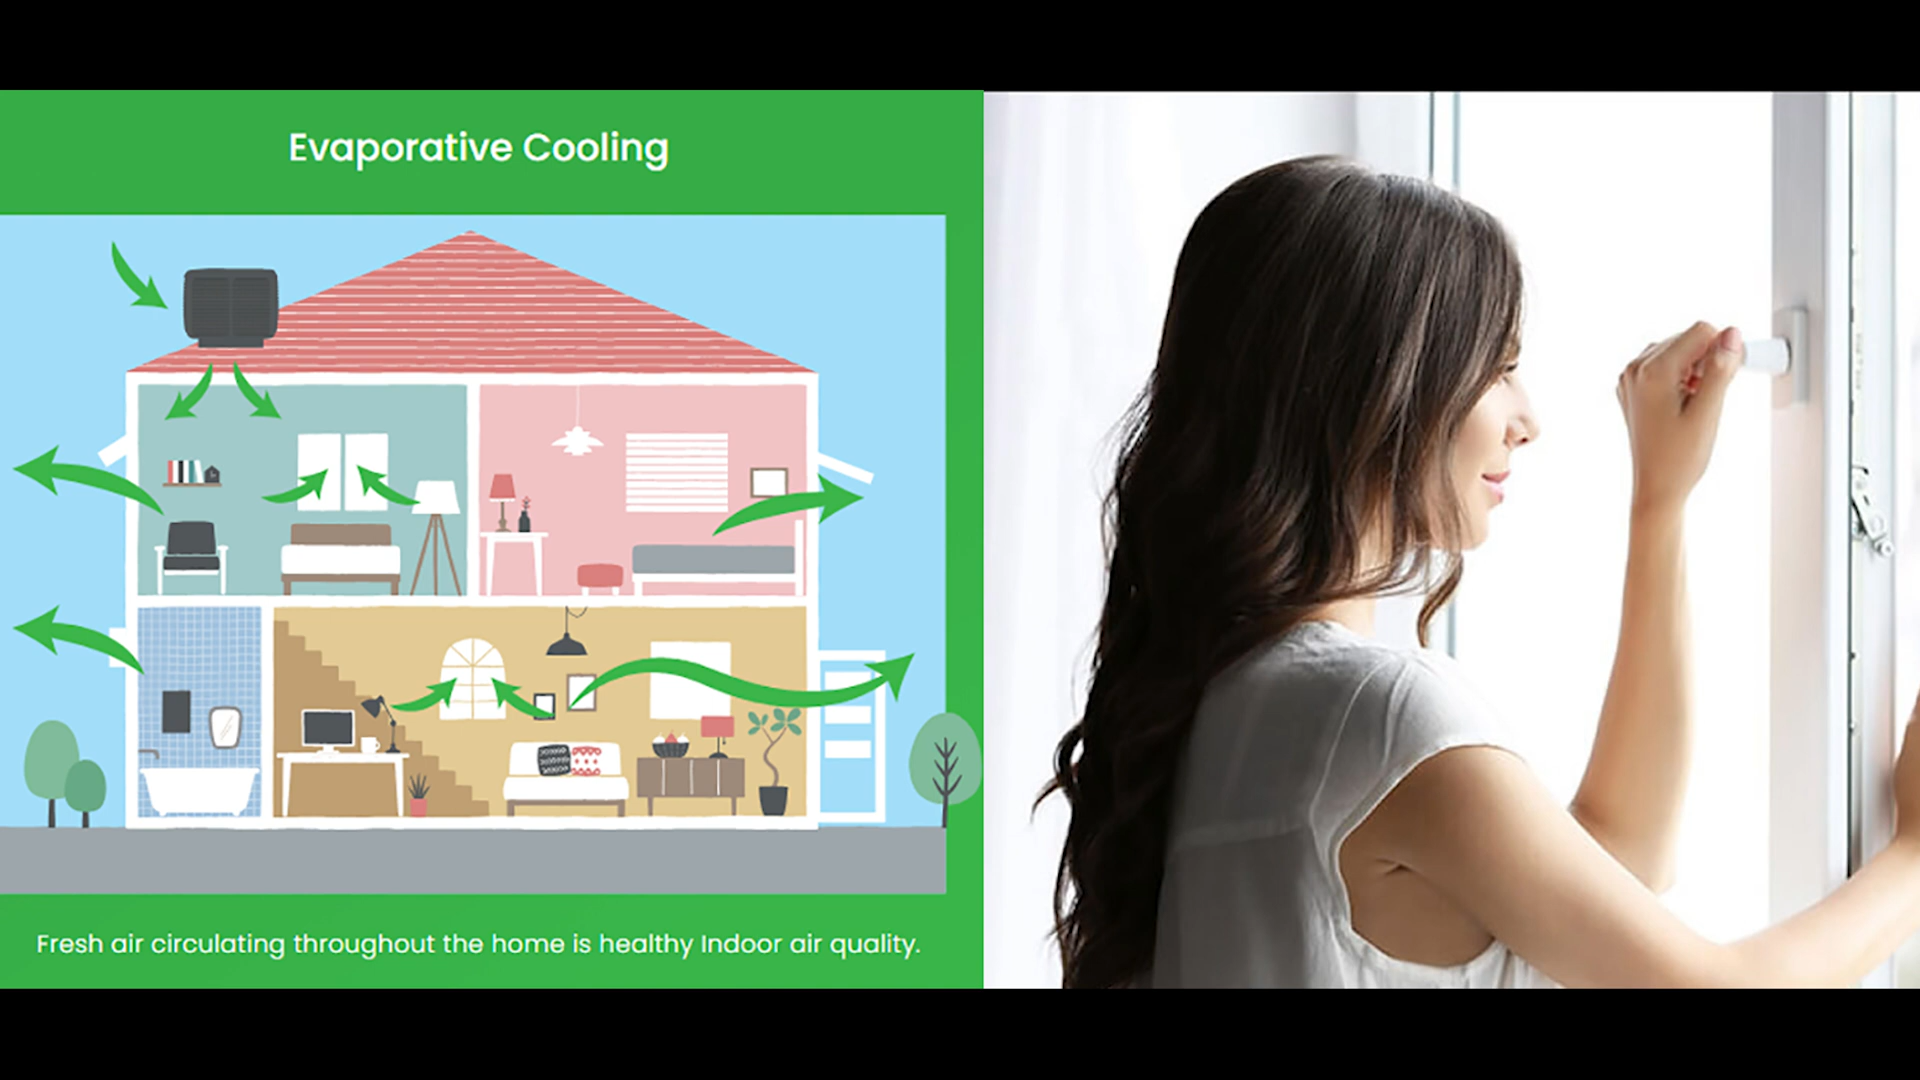 Evaporative Cooling
Fresh air circulating throughout the home is healthy Indoor air quality.